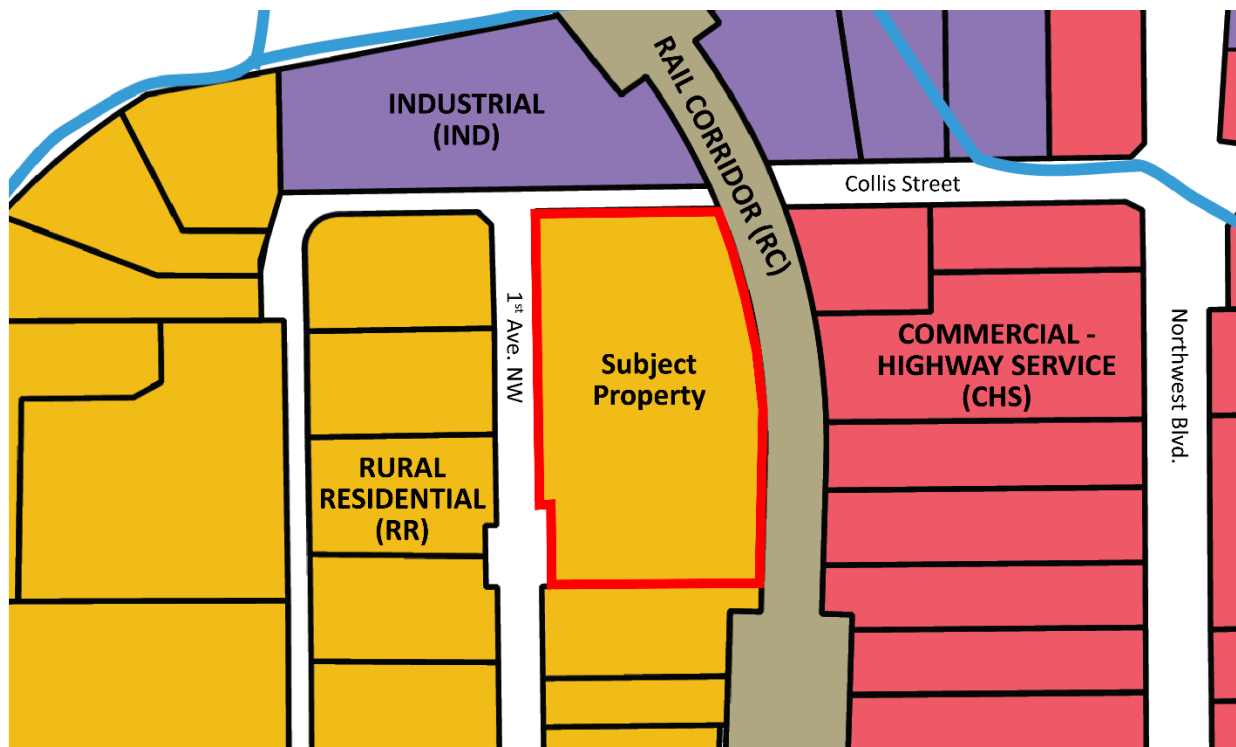 INDUSTRIAL
(IND)
RAIL CORRIDOR (RC)
Collis Street
1st Ave. NW
Subject
Property
COMMERCIAL -
HIGHWAY SERVICE
(CHS)
Northwest Blvd.
RURAL
RESIDENTIAL
(RR)